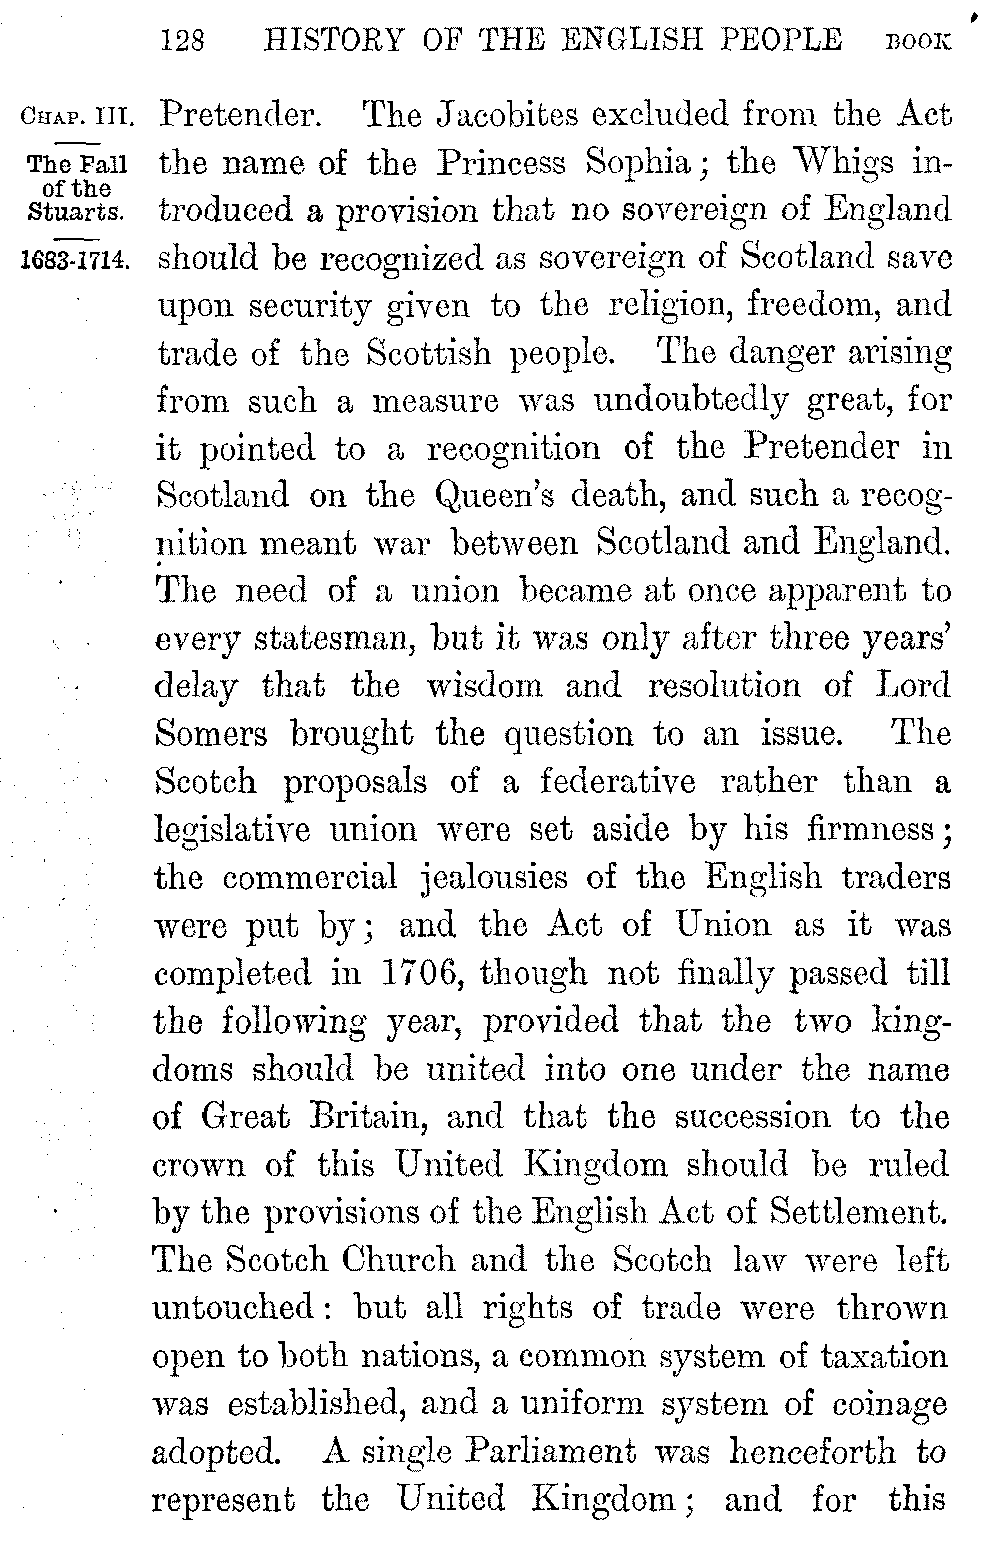 128 HISTORY OF THE ENGLISH PEOPLE BOOK
CHAP. III.
The Fall
of the
Stuarts.
1683-1714.
Pretender. The Jacobites excluded from the Act
the name of the Princess Sophia; the Whigs in-
troduced a provision that no sovereign of England
should be recognized as sovereign of Scotland save
upon security given to the religion, freedom, and
trade of the Scottish people. The danger arising
from such a measure was undoubtedly great, for
it pointed to a recognition of the Pretender in
Scotland on the Queen's death, and such a recog-
nition meant war between Scotland and England.
The need of a union became at once apparent to
every statesman, but it was only after three years'
delay that the wisdom and resolution of Lord
Somers brought the question to an issue. The
Scotch proposals of a federative rather than a
legislative union were set aside by his firmness;
the commercial jealousies of the English traders
were put by; and the Act of Union as it was
completed in 1706, though not finally passed till
the following year, provided that the two king-
doms should be united into one under the name
of Great Britain, and that the succession to the
crown of this United Kingdom should be ruled
by the provisions of the English Act of Settlement.
The Scotch Church and the Scotch law were left
untouched: but all rights of trade were thrown
open to both nations, a common system of taxation
was established, and a uniform system of coinage
adopted. A single Parliament was henceforth to
represent the United Kingdom; and for this